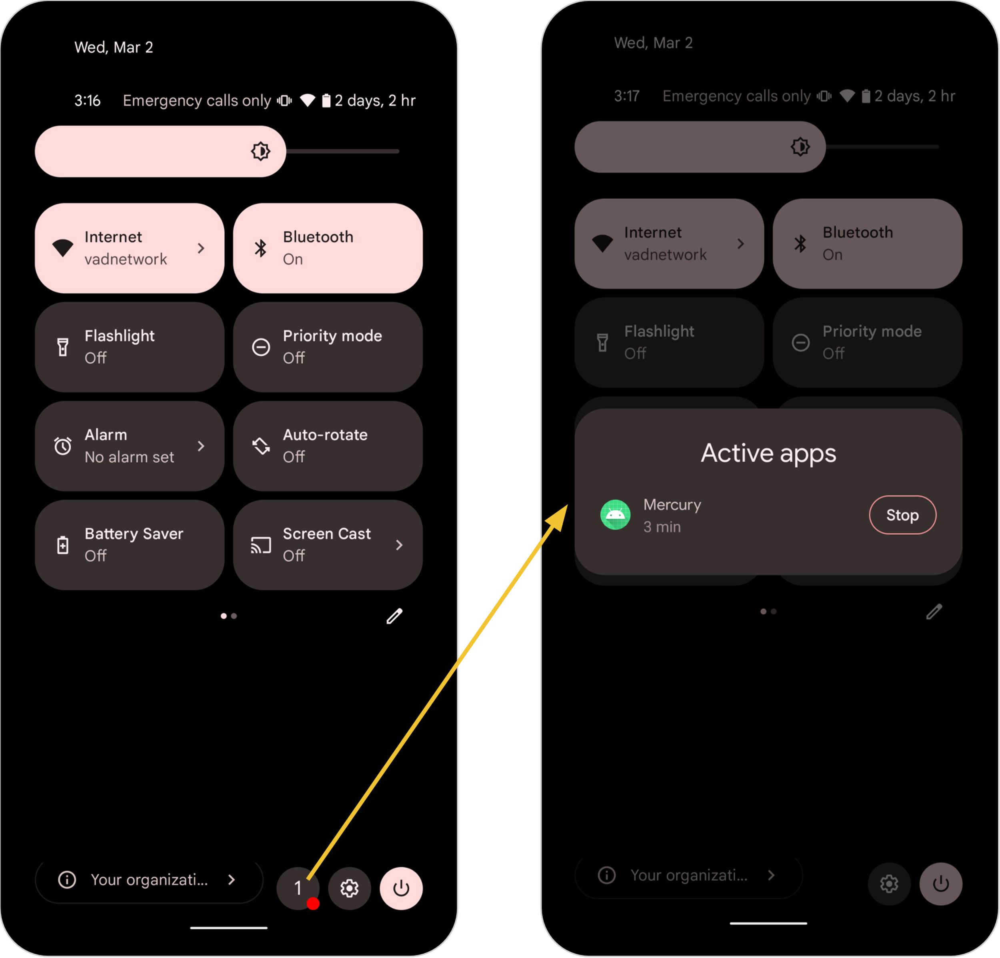 Wed, Mar 2
3:16 Emergency calls only 2 days, 2 hr
Internet
vadnetwork
Bluetooth
On
Flashlight
Off
Priority mode
Off
Alarm
No alarm set
Auto-rotate
Off
Battery Saver
Off
Screen Cast
Off
Your organizati...
1
Wed, Mar 2
3:17 Emergency calls only 2 days, 2 hr
Internet
vadnetwork
Bluetooth
On
Flashlight
Off
Priority mode
Off
Active apps
Mercury
3 min
Stop
Your organizati...